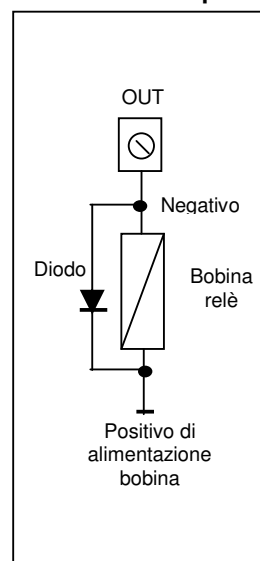 OUT
Negativo
Diodo
Bobina
relè
Positivo di
alimentazione
bobina